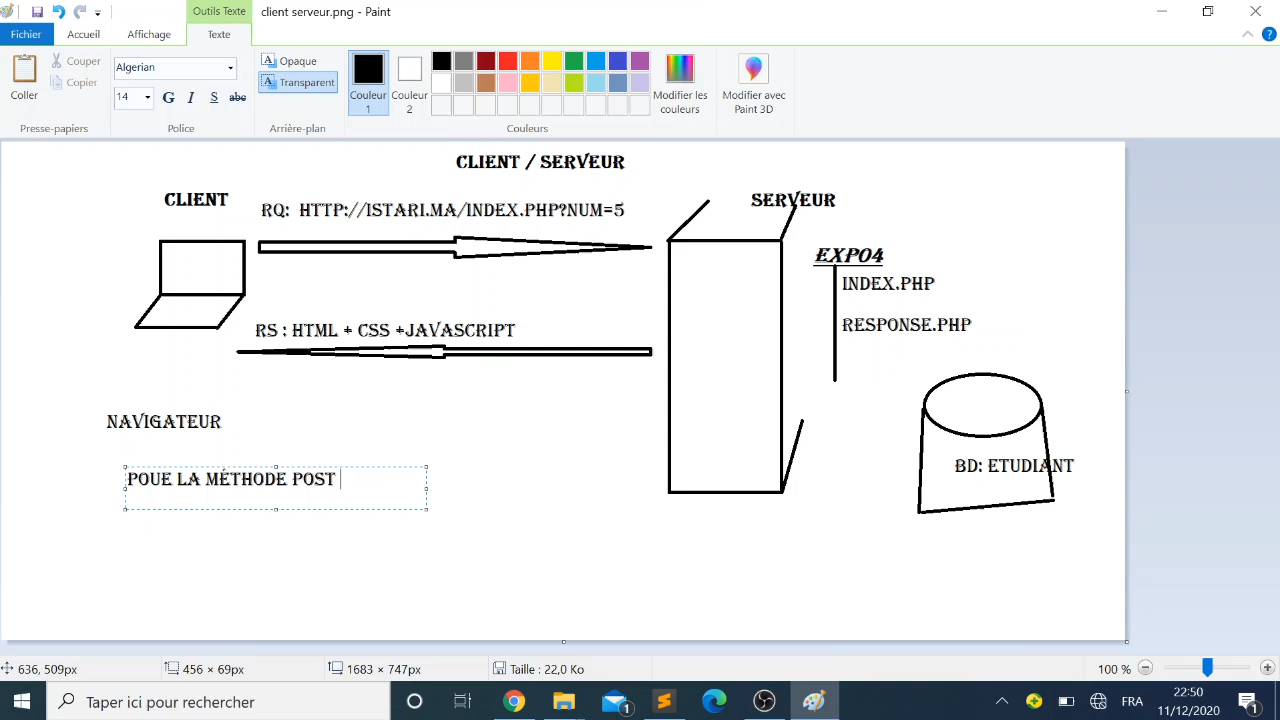 Outils Texte
client serveur.png - Paint
Fichier
Accueil
Affichage
Texte
Coller
Couper
Copier
Presse-papiers
Algerian
14
G I S abc
Police
Opaque
Transparent
Arrière-plan
Couleur 1
Couleur 2
Couleurs
Modifier les couleurs
Modifier avec Paint 3D
CLIENT / SERVEUR
CLIENT
RQ: HTTP://ISTARI.MA/INDEX.PHP?NUM=5
SERVEUR
EXPO4
INDEX.PHP
RESPONSE.PHP
RS : HTML + CSS +JAVASCRIPT
NAVIGATEUR
POUE LA MÉTHODE POST
BD: ETUDIANT
636, 509px
456 × 69px
1683 × 747px
Taille : 22,0 Ko
100 %
Taper ici pour rechercher
1
FRA
22:50
11/12/2020
1